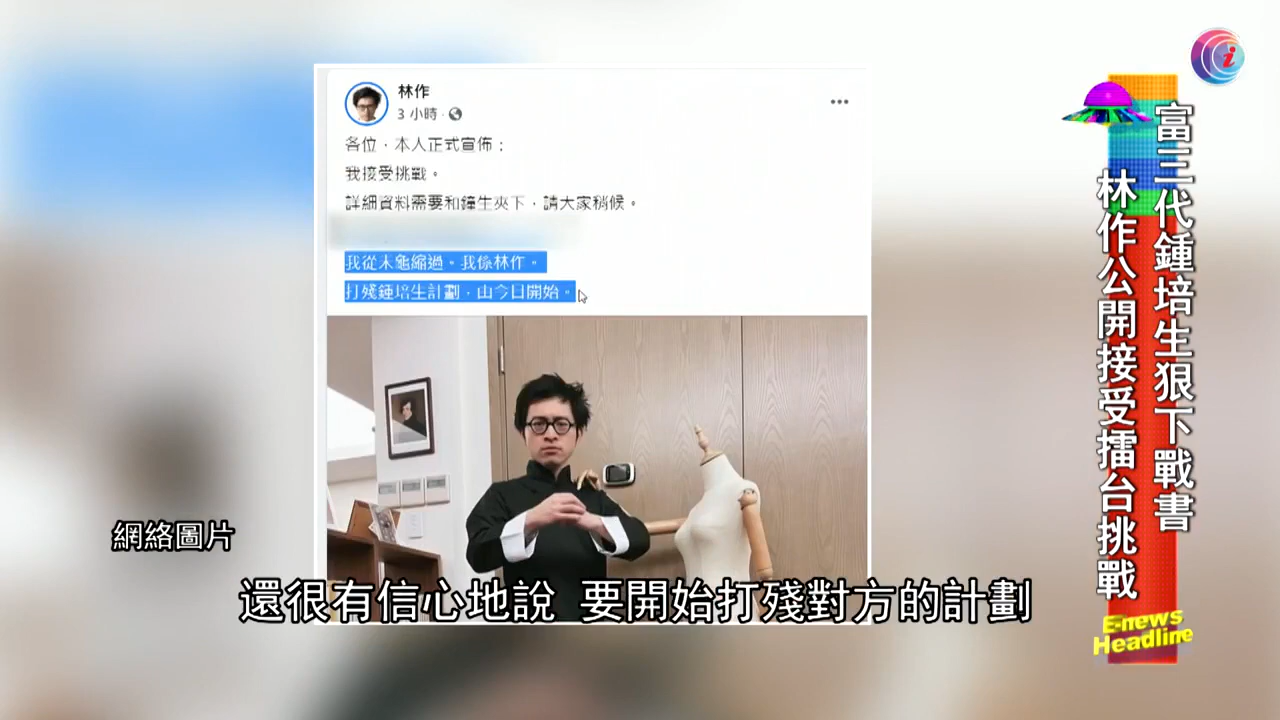 林作
3 小時
各位，本人正式宣佈：
我接受挑戰。
詳細資料需要和鐘生夾下，請大家稍候。
我從未龜縮過。我係林作。
打殘鍾培生計劃，由今日開始。
網絡圖片
還很有信心地說 要開始打殘對方的計劃
富三代鍾培生狠下戰書
林作公開接受擂台挑戰
E-news
Headline
i